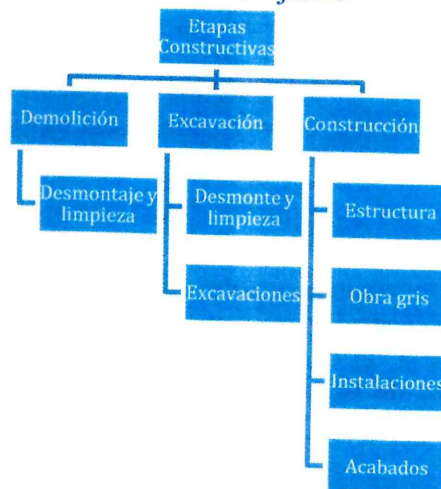 Etapas
Constructivas
Demolición
Excavación
Construcción
Desmontaje y
limpieza
Desmonte y
limpieza
Estructura
Excavaciones
Obra gris
Instalaciones
Acabados